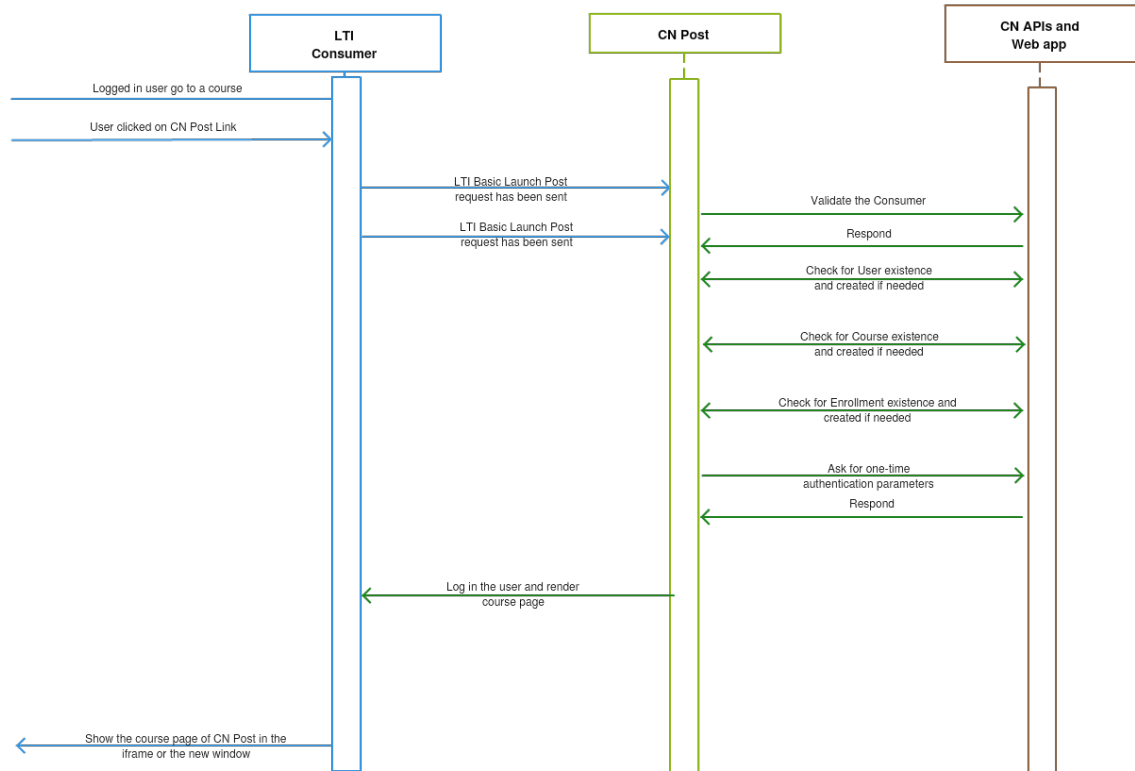 LTI
Consumer
CN Post
CN APIs and
Web app
Logged in user go to a course
User clicked on CN Post Link
LTI Basic Launch Post
request has been sent
Validate the Consumer
LTI Basic Launch Post
request has been sent
Respond
Check for User existence
and created if needed
Check for Course existence
and created if needed
Check for Enrollment existence and
created if needed
Ask for one-time
authentication parameters
Respond
Log in the user and render
course page
Show the course page of CN Post in the
iframe or the new window